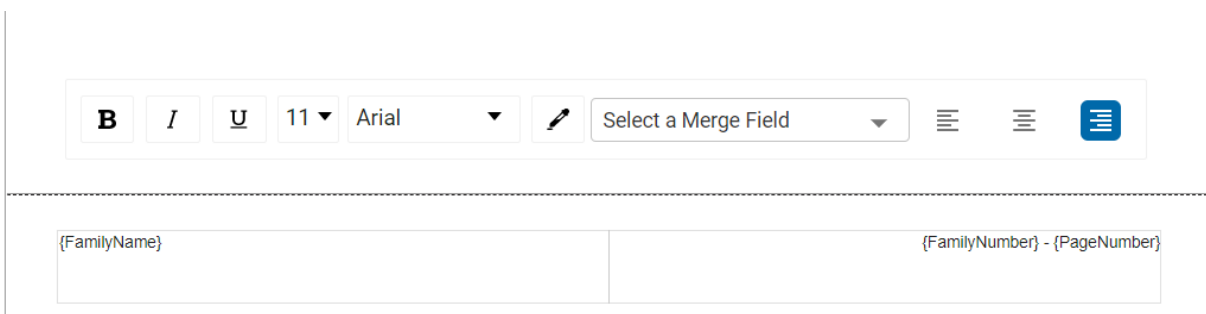 B I U 11 Arial Select a Merge Field
{FamilyName} {FamilyNumber} - {PageNumber}